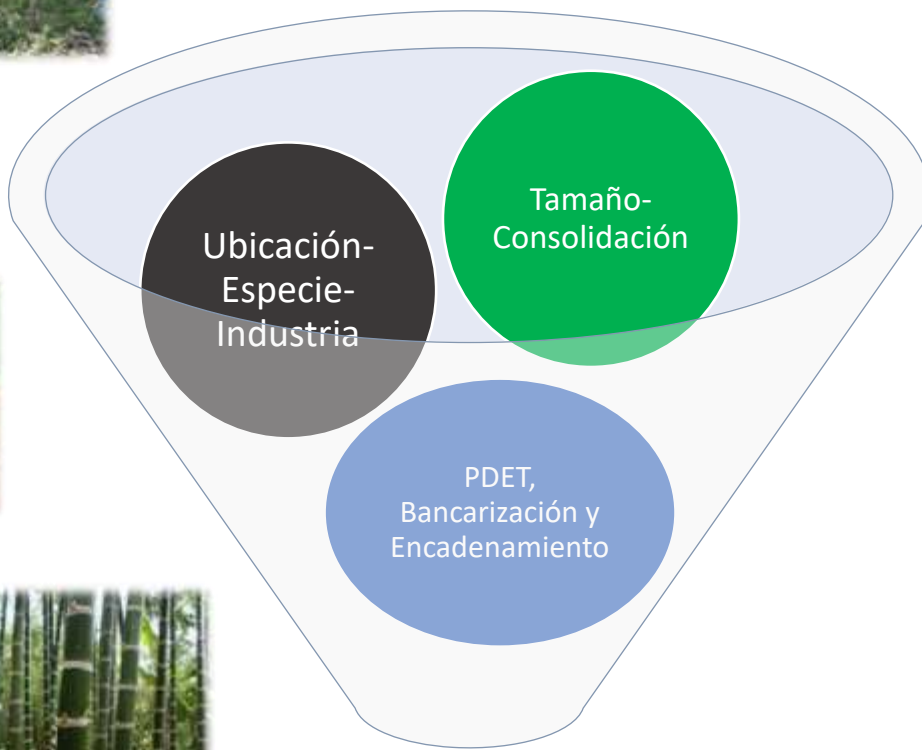 Ubicación-
Especie-
Industria
Tamaño-
Consolidación
PDET,
Bancarización y
Encadenamiento